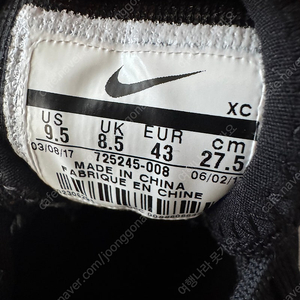 XC
US UK EUR cm
9.5 8.5 43 27.5
03/08/17 725245-008 06/02/1
MADE IN CHINA
FABRIQUE EN CHINE